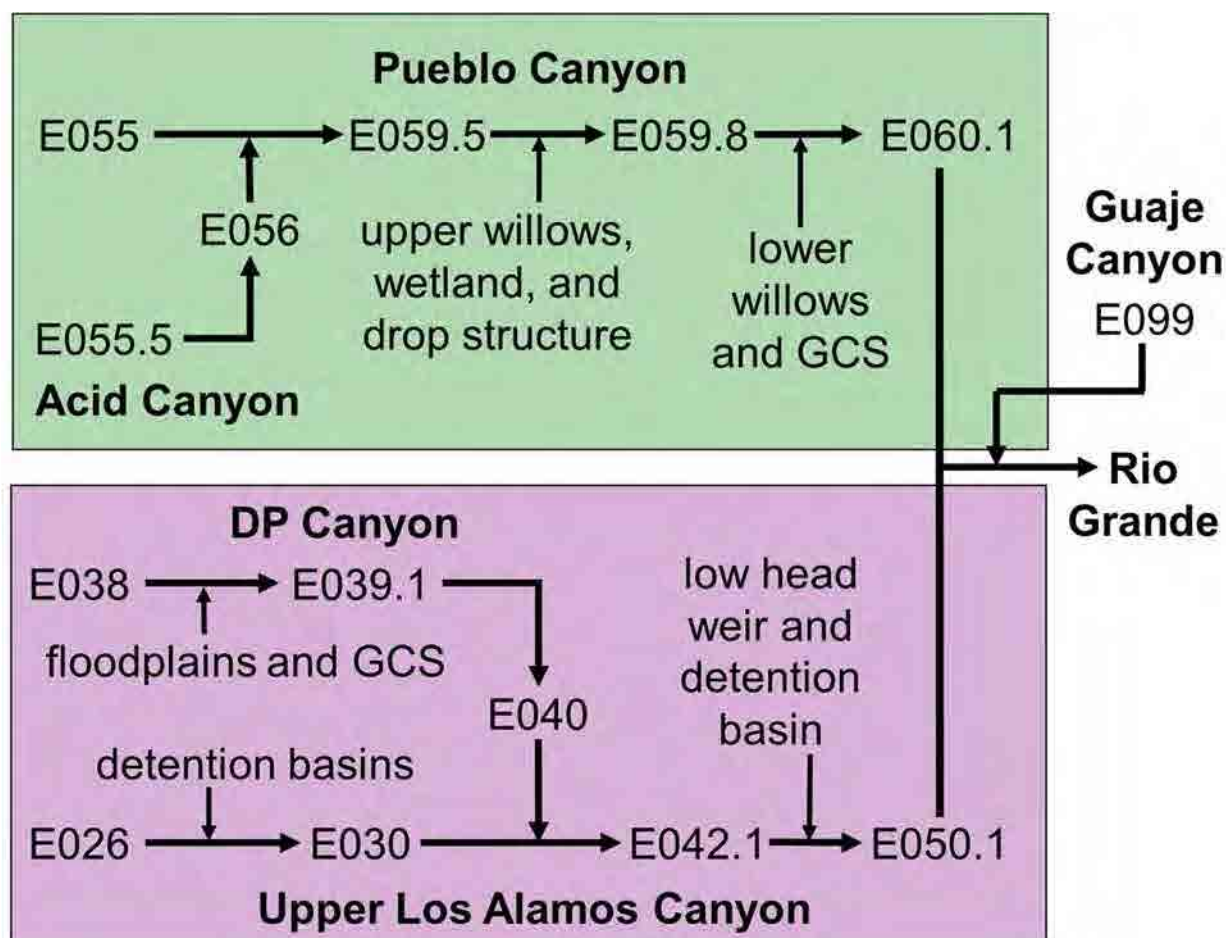 Pueblo Canyon
E055
E059.5
E059.8
E060.1
E056
upper willows,
wetland, and
drop structure
lower
willows
and GCS
E055.5
Acid Canyon
Guaje
Canyon
E099
Rio
Grande
DP Canyon
E038
E039.1
floodplains and GCS
E040
low head
weir and
detention
basin
detention basins
E026
E030
E042.1
E050.1
Upper Los Alamos Canyon